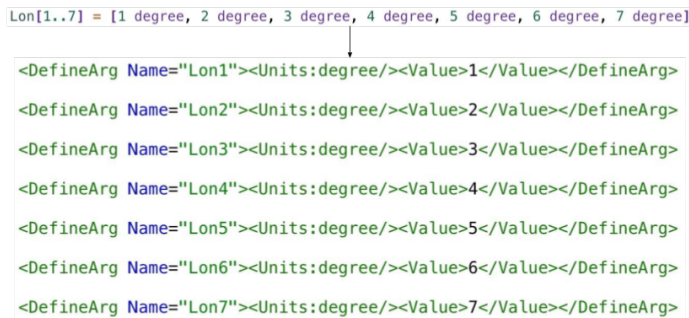 Lon[1..7] = [1 degree, 2 degree, 3 degree, 4 degree, 5 degree, 6 degree, 7 degree]
<DefineArg Name="Lon1"><Units:degree/><Value>1</Value></DefineArg>
<DefineArg Name="Lon2"><Units:degree/><Value>2</Value></DefineArg>
<DefineArg Name="Lon3"><Units:degree/><Value>3</Value></DefineArg>
<DefineArg Name="Lon4"><Units:degree/><Value>4</Value></DefineArg>
<DefineArg Name="Lon5"><Units:degree/><Value>5</Value></DefineArg>
<DefineArg Name="Lon6"><Units:degree/><Value>6</Value></DefineArg>
<DefineArg Name="Lon7"><Units:degree/><Value>7</Value></DefineArg>